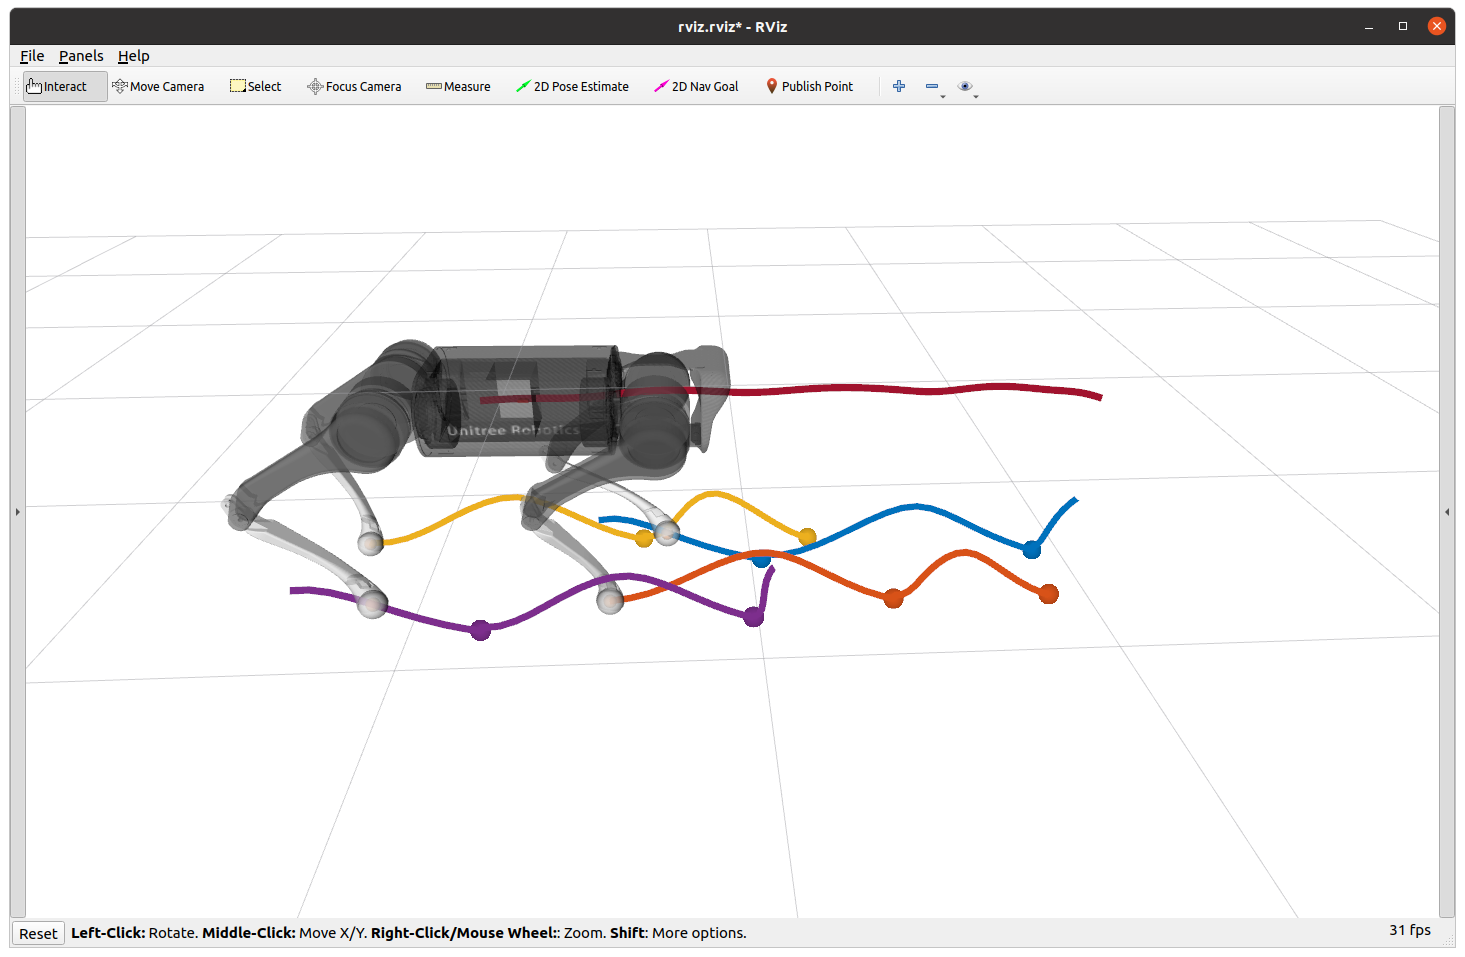 rviz.rviz* - RViz
File Panels Help
Interact Move Camera Select Focus Camera Measure 2D Pose Estimate 2D Nav Goal Publish Point
Unitree Robotics
Reset Left-Click: Rotate. Middle-Click: Move X/Y. Right-Click/Mouse Wheel:: Zoom. Shift: More options. 31 fps